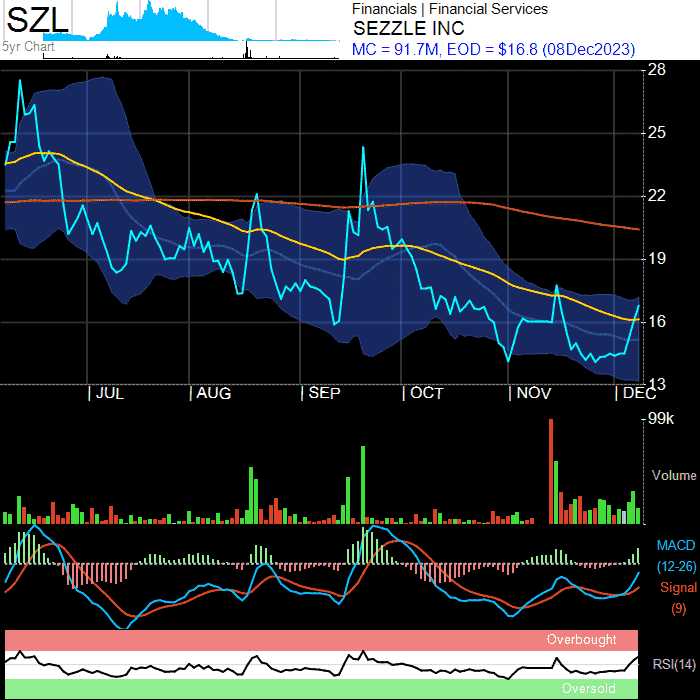 SZL
5yr Chart
Financials | Financial Services
SEZZLE INC
MC = 91.7M, EOD = $16.8 (08Dec2023)
28
25
22
19
16
13
JUL
AUG
SEP
OCT
NOV
DEC
99k
Volume
MACD
(12-26)
Signal
(9)
Overbought
RSI(14)
Oversold